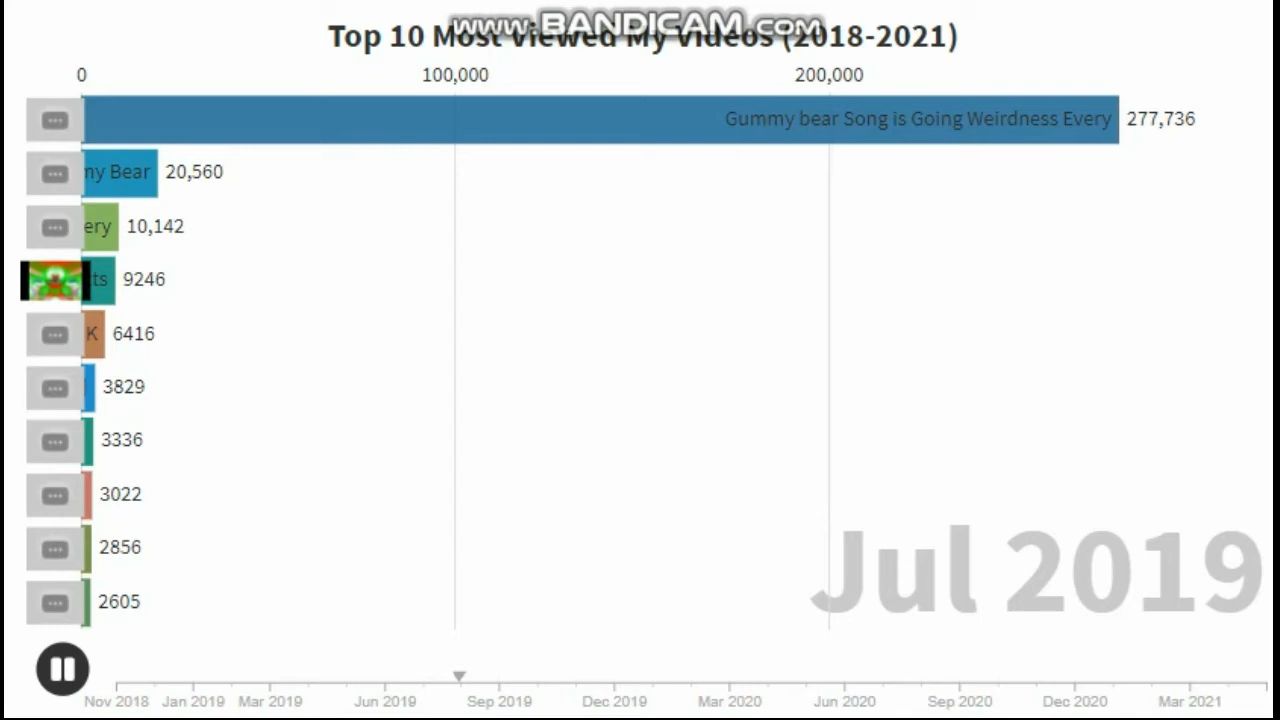 www.BANDICAM.com
Top 10 Most Viewed My Videos (2018-2021)
0 100,000 200,000
Gummy bear Song is Going Weirdness Every 277,736
my Bear 20,560
ery 10,142
ts 9246
K 6416
3829
3336
3022
2856
2605
Jul 2019
Nov 2018 Jan 2019 Mar 2019 Jun 2019 Sep 2019 Dec 2019 Mar 2020 Jun 2020 Sep 2020 Dec 2020 Mar 2021